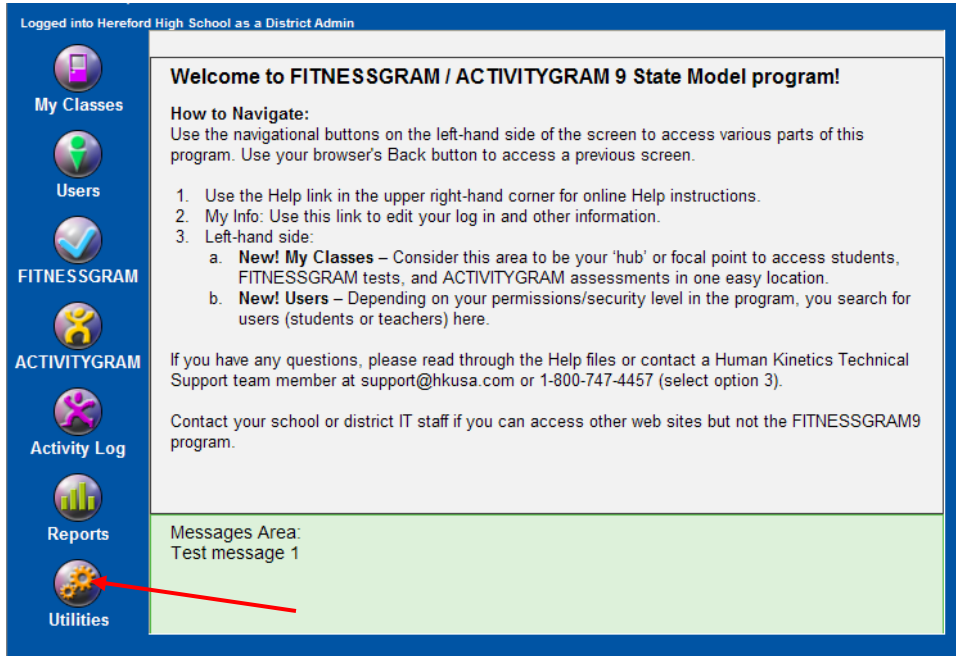 Logged into Hereford High School as a District Admin
My Classes
Users
FITNESSGRAM
ACTIVITYGRAM
Activity Log
Reports
Utilities
Welcome to FITNESSGRAM / ACTIVITYGRAM 9 State Model program!
How to Navigate:
Use the navigational buttons on the left-hand side of the screen to access various parts of this
program. Use your browser's Back button to access a previous screen.
1. Use the Help link in the upper right-hand corner for online Help instructions.
2. My Info: Use this link to edit your log in and other information.
3. Left-hand side:
a. New! My Classes – Consider this area to be your 'hub' or focal point to access students,
FITNESSGRAM tests, and ACTIVITYGRAM assessments in one easy location.
b. New! Users – Depending on your permissions/security level in the program, you search for
users (students or teachers) here.
If you have any questions, please read through the Help files or contact a Human Kinetics Technical
Support team member at support@hkusa.com or 1-800-747-4457 (select option 3).
Contact your school or district IT staff if you can access other web sites but not the FITNESSGRAM9
program.
Messages Area:
Test message 1